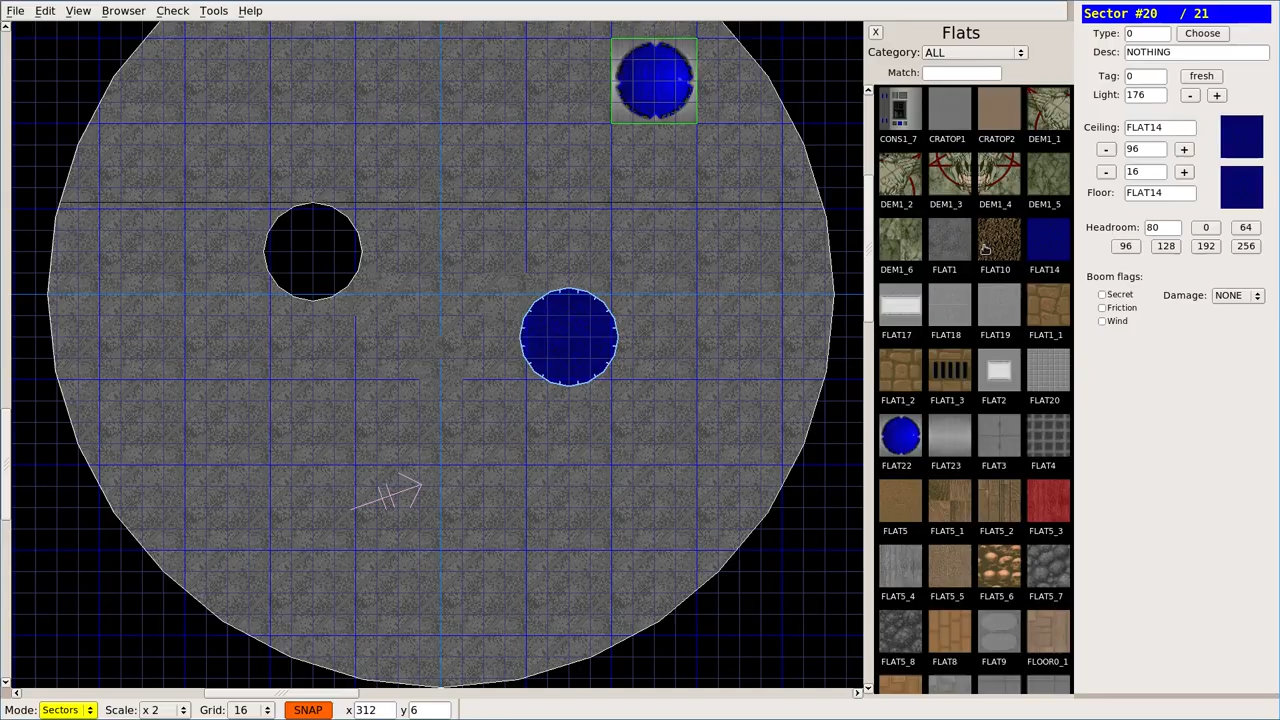 File Edit View Browser Check Tools Help
X Flats
Category: ALL
Match:
CONS1_7 CRATOP1 CRATOP2 DEM1_1
DEM1_2 DEM1_3 DEM1_4 DEM1_5
DEM1_6 FLAT1 FLAT10 FLAT14
FLAT17 FLAT18 FLAT19 FLAT1_1
FLAT1_2 FLAT1_3 FLAT2 FLAT20
FLAT22 FLAT23 FLAT3 FLAT4
FLAT5 FLAT5_1 FLAT5_2 FLAT5_3
FLAT5_4 FLAT5_5 FLAT5_6 FLAT5_7
FLAT5_8 FLAT8 FLAT9 FLOOR0_1
Sector #20 / 21
Type: 0 Choose
Desc: NOTHING
Tag: 0 fresh
Light: 176 - +
Ceiling: FLAT14
- 96 +
- 16 +
Floor: FLAT14
Headroom: 80 0 64
96 128 192 256
Boom flags:
Secret Damage: NONE
Friction
Wind
Mode: Sectors Scale: x 2 Grid: 16 SNAP x 312 y 6